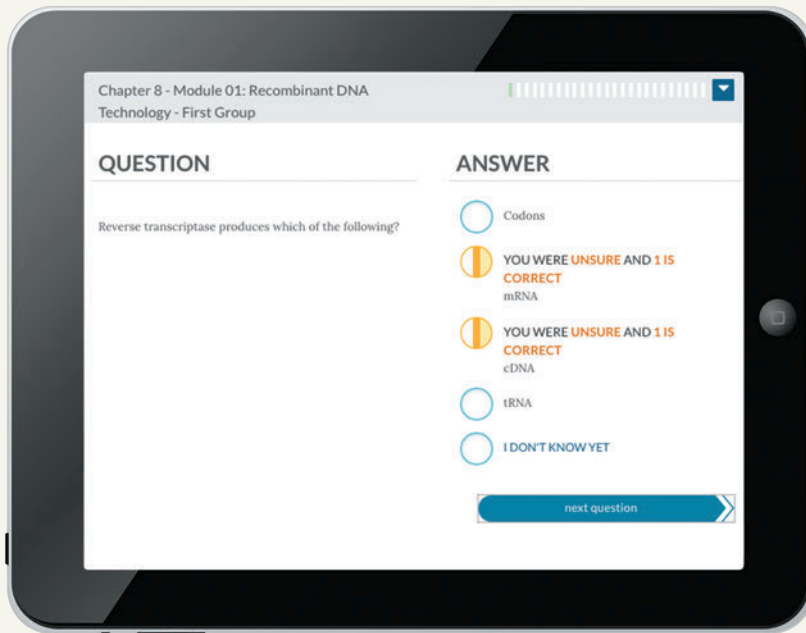 Chapter 8 - Module 01: Recombinant DNA
Technology - First Group
QUESTION
Reverse transcriptase produces which of the following?
ANSWER
Codons
YOU WERE UNSURE AND 1 IS
CORRECT
mRNA
YOU WERE UNSURE AND 1 IS
CORRECT
cDNA
tRNA
I DON'T KNOW YET
next question